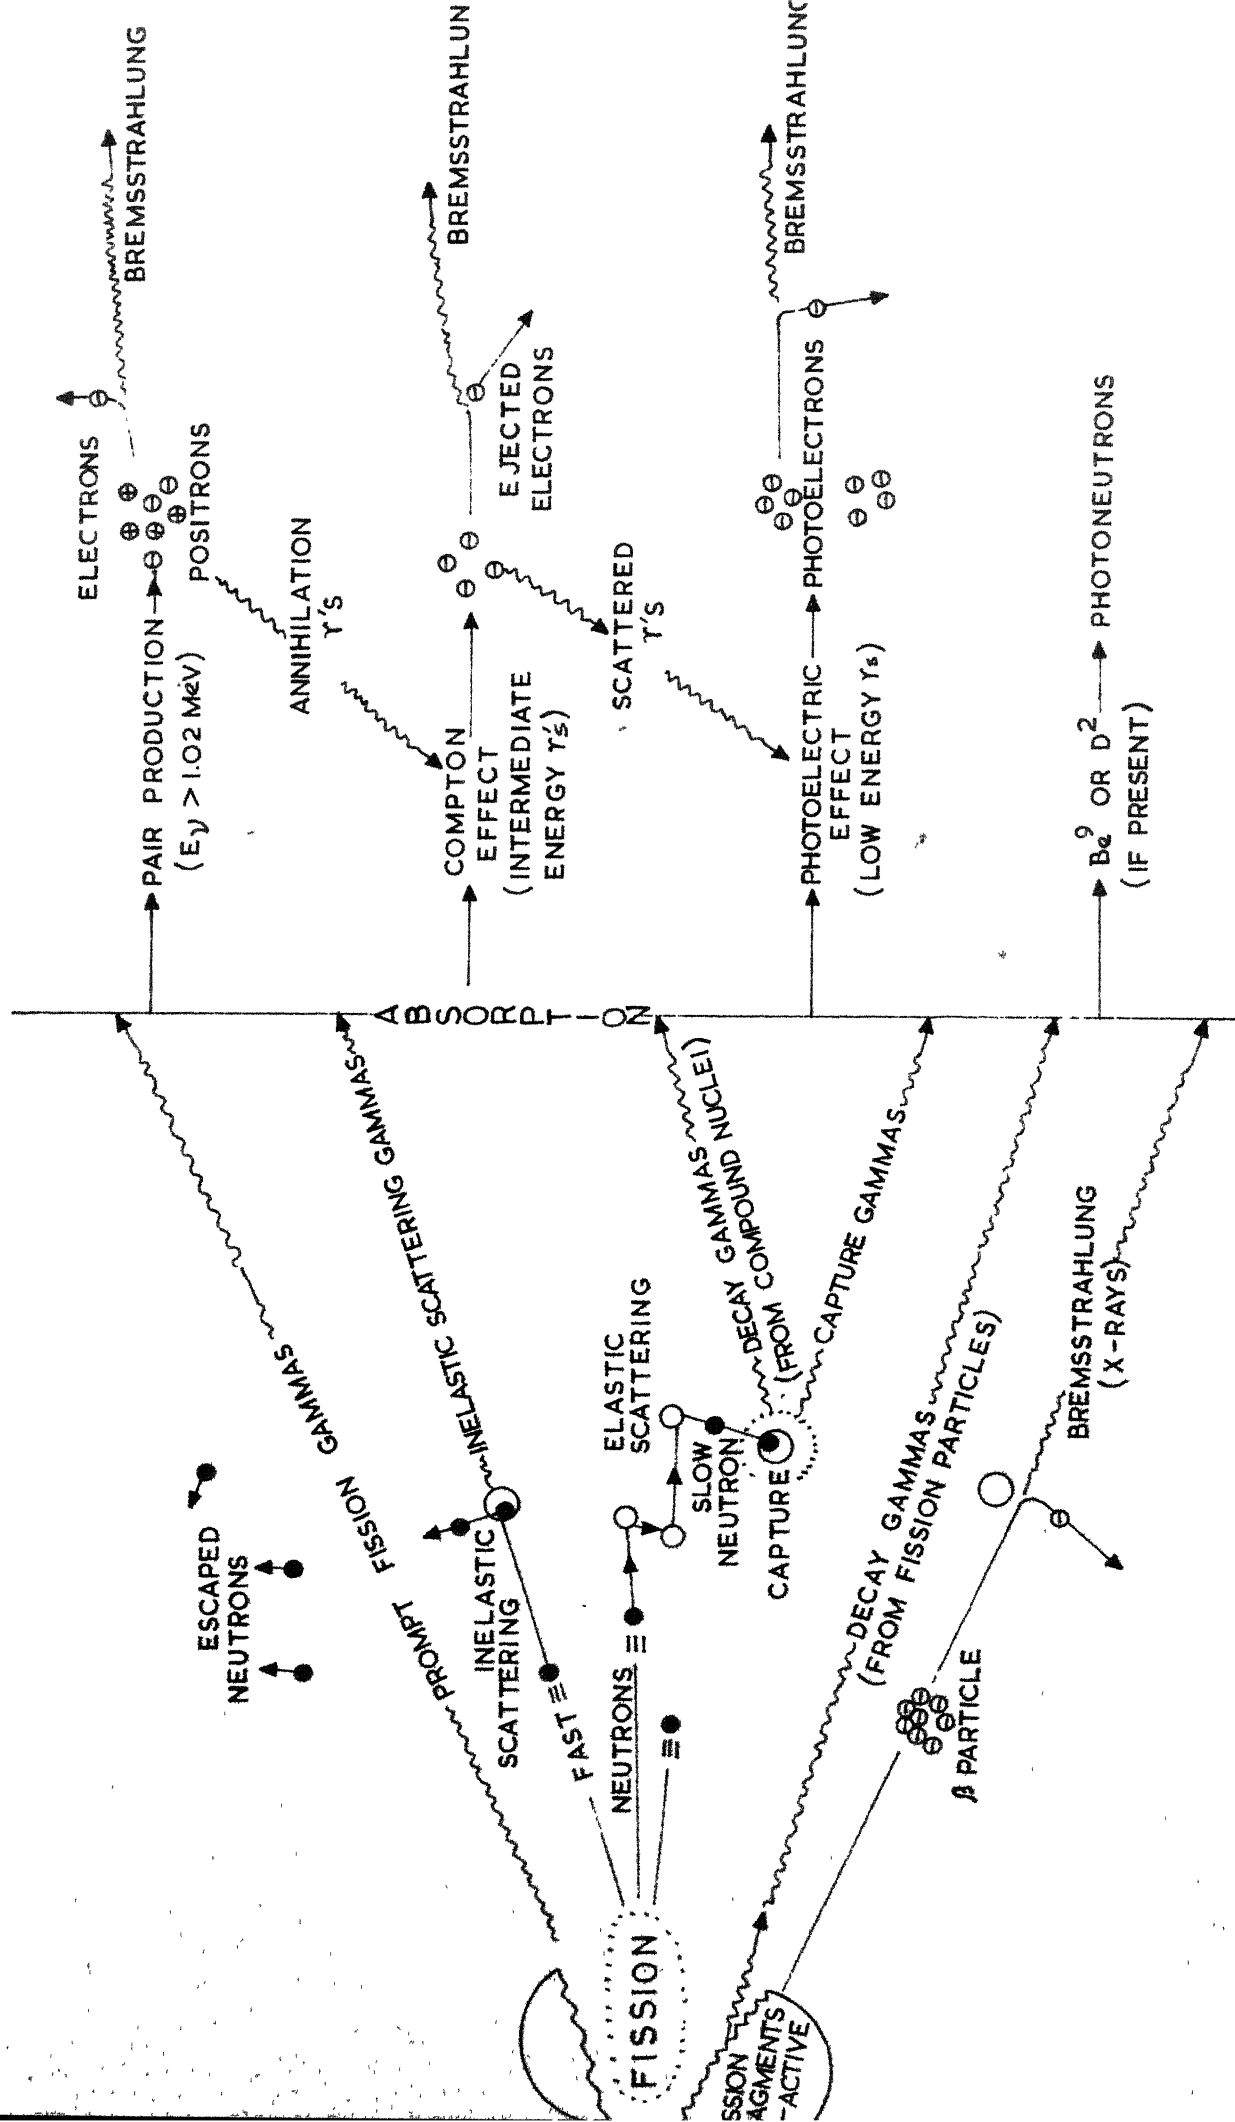 ELECTRONS
PAIR PRODUCTION
(Eν > 1.02 MeV)
POSITRONS
BREMSSTRAHLUNG
ANNIHILATION
γ'S
COMPTON
EFFECT
(INTERMEDIATE
ENERGY γ'S)
EJECTED
ELECTRONS
BREMSSTRAHLUN
SCATTERED
γ'S
PHOTOELECTRIC
EFFECT
(LOW ENERGY γs)
PHOTOELECTRONS
BREMSSTRAHLUNG
Be⁹ OR D²
(IF PRESENT)
PHOTONEUTRONS
ABSORPTION
ESCAPED
NEUTRONS
PROMPT FISSION GAMMAS
INELASTIC
SCATTERING
INELASTIC SCATTERING GAMMAS
FAST
NEUTRONS
ELASTIC
SCATTERING
SLOW
NEUTRON
CAPTURE
DECAY GAMMAS
(FROM COMPOUND NUCLEI)
CAPTURE GAMMAS
FISSION
DECAY GAMMAS
(FROM FISSION PARTICLES)
β PARTICLE
BREMSSTRAHLUNG
(X-RAYS)
SSION
AGMENTS
-ACTIVE